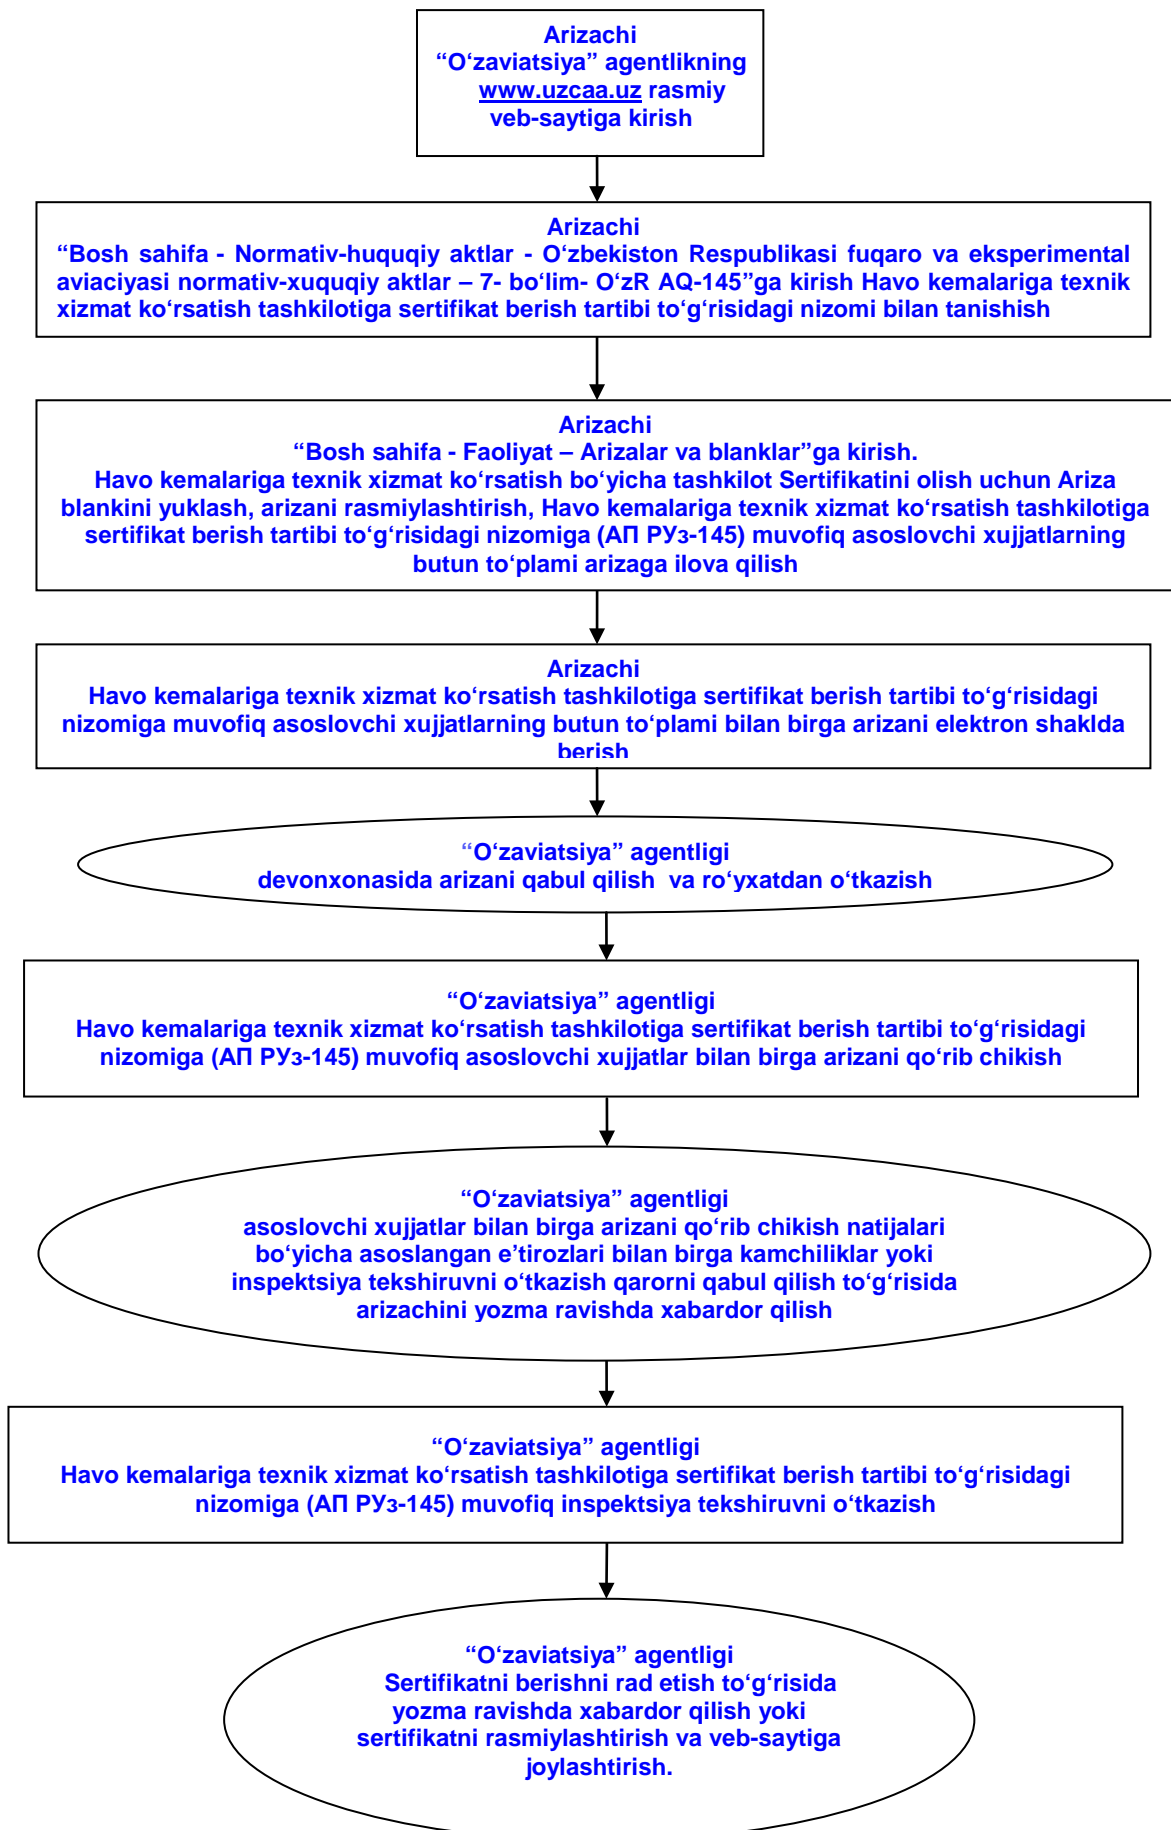 Arizachi
“O‘zaviatsiya” agentlikning
www.uzcaa.uz rasmiy
veb-saytiga kirish
Arizachi
“Bosh sahifa - Normativ-huquqiy aktlar - O‘zbekiston Respublikasi fuqaro va eksperimental
aviaciyasi normativ-xuquqiy aktlar – 7- bo‘lim- O‘zR AQ-145”ga kirish Havo kemalariga texnik
xizmat ko‘rsatish tashkilotiga sertifikat berish tartibi to‘g‘risidagi nizomi bilan tanishish
Arizachi
“Bosh sahifa - Faoliyat – Arizalar va blanklar”ga kirish.
Havo kemalariga texnik xizmat ko‘rsatish bo‘yicha tashkilot Sertifikatini olish uchun Ariza
blankini yuklash, arizani rasmiylashtirish, Havo kemalariga texnik xizmat ko‘rsatish tashkilotiga
sertifikat berish tartibi to‘g‘risidagi nizomiga (АП РУз-145) muvofiq asoslovchi xujjatlarning
butun to‘plami arizaga ilova qilish
Arizachi
Havo kemalariga texnik xizmat ko‘rsatish tashkilotiga sertifikat berish tartibi to‘g‘risidagi
nizomiga muvofiq asoslovchi xujjatlarning butun to‘plami bilan birga arizani elektron shaklda
berish
“O‘zaviatsiya” agentligi
devonxonasida arizani qabul qilish va ro‘yxatdan o‘tkazish
“O‘zaviatsiya” agentligi
Havo kemalariga texnik xizmat ko‘rsatish tashkilotiga sertifikat berish tartibi to‘g‘risidagi
nizomiga (АП РУз-145) muvofiq asoslovchi xujjatlar bilan birga arizani qo‘rib chikish
“O‘zaviatsiya” agentligi
asoslovchi xujjatlar bilan birga arizani qo‘rib chikish natijalari
bo‘yicha asoslangan e’tirozlari bilan birga kamchiliklar yoki
inspektsiya tekshiruvni o‘tkazish qarorni qabul qilish to‘g‘risida
arizachini yozma ravishda xabardor qilish
“O‘zaviatsiya” agentligi
Havo kemalariga texnik xizmat ko‘rsatish tashkilotiga sertifikat berish tartibi to‘g‘risidagi
nizomiga (АП РУз-145) muvofiq inspektsiya tekshiruvni o‘tkazish
“O‘zaviatsiya” agentligi
Sertifikatni berishni rad etish to‘g‘risida
yozma ravishda xabardor qilish yoki
sertifikatni rasmiylashtirish va veb-saytiga
joylashtirish.